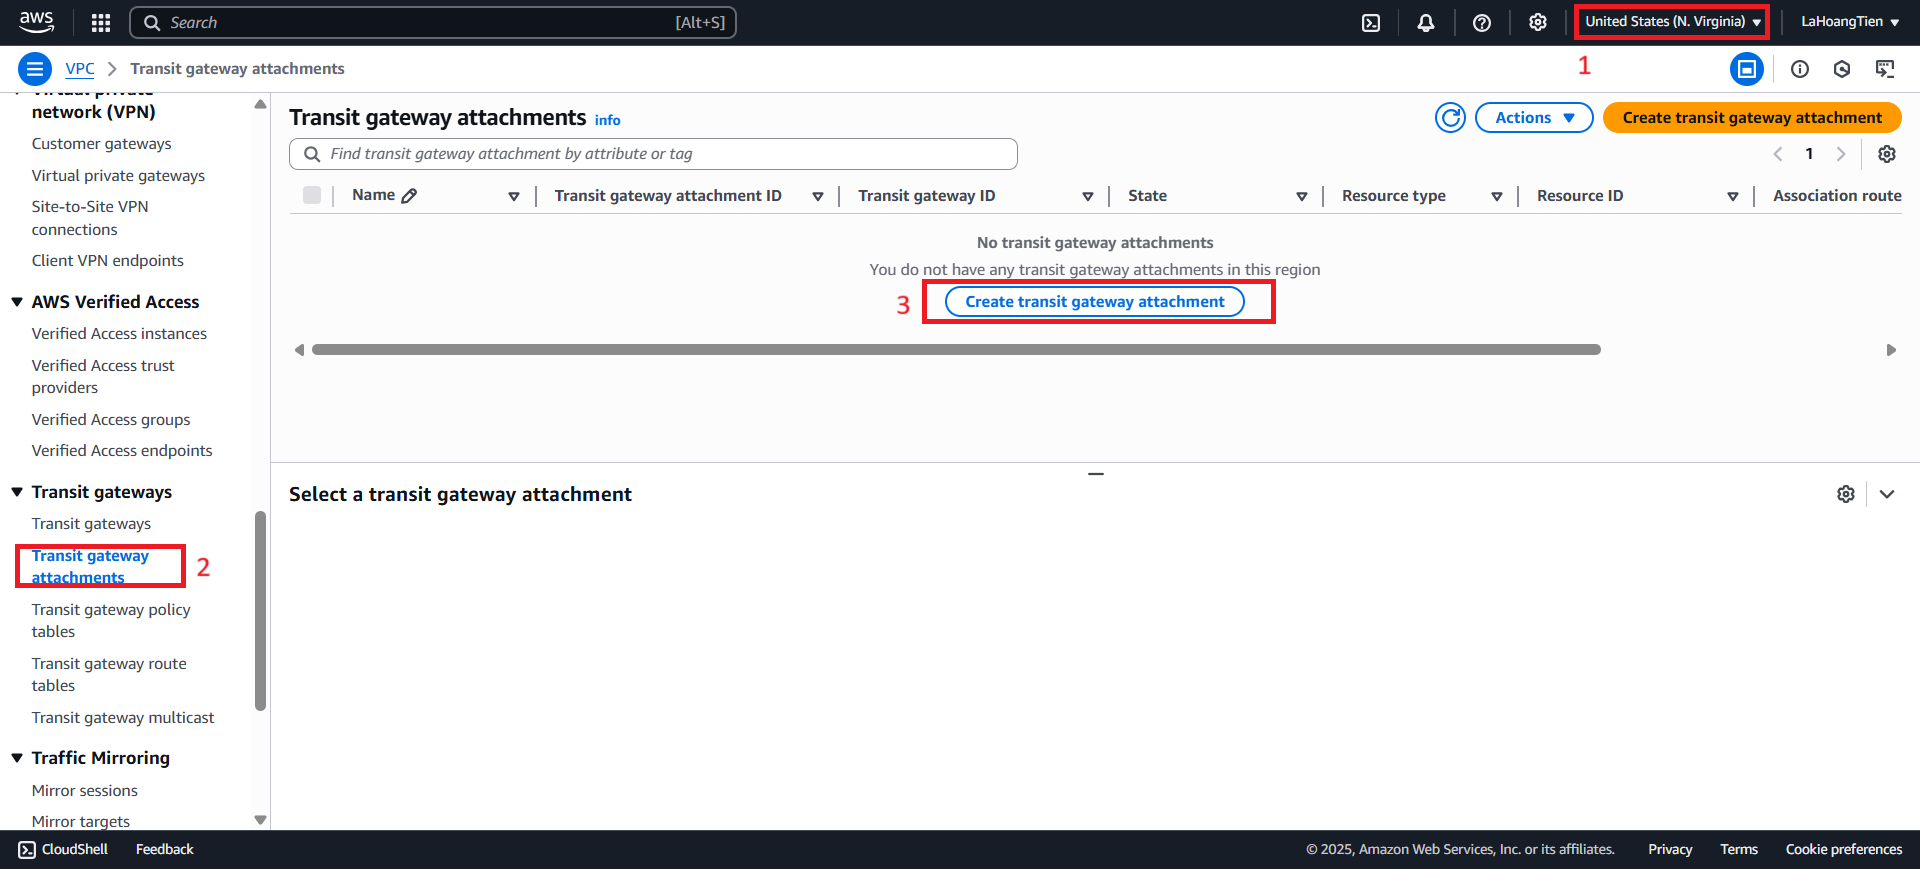 aws
Search [Alt+S]
United States (N. Virginia)
LaHoangTien
1
VPC
Transit gateway attachments
Virtual private
network (VPN)
Customer gateways
Virtual private gateways
Site-to-Site VPN
connections
Client VPN endpoints
AWS Verified Access
Verified Access instances
Verified Access trust
providers
Verified Access groups
Verified Access endpoints
Transit gateways
Transit gateways
Transit gateway
attachments
2
Transit gateway policy
tables
Transit gateway route
tables
Transit gateway multicast
Traffic Mirroring
Mirror sessions
Mirror targets
Transit gateway attachments info
Actions
Create transit gateway attachment
Find transit gateway attachment by attribute or tag
1
Name Transit gateway attachment ID Transit gateway ID State Resource type Resource ID Association route
No transit gateway attachments
You do not have any transit gateway attachments in this region
3
Create transit gateway attachment
Select a transit gateway attachment
CloudShell Feedback © 2025, Amazon Web Services, Inc. or its affiliates. Privacy Terms Cookie preferences